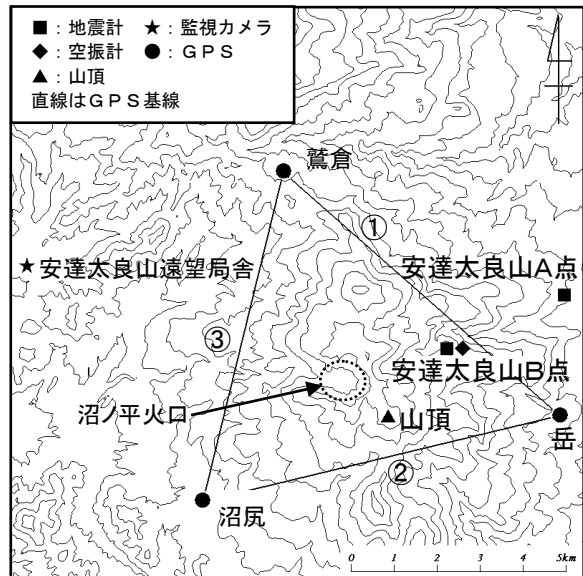 ■：地震計　★：監視カメラ
◆：空振計　●：ＧＰＳ
▲：山頂
直線はＧＰＳ基線
鷲倉
①
★安達太良山遠望局舎
安達太良山Ａ点
③
安達太良山Ｂ点
沼ノ平火口
山頂
岳
②
沼尻
0 1 2 3 4 5km